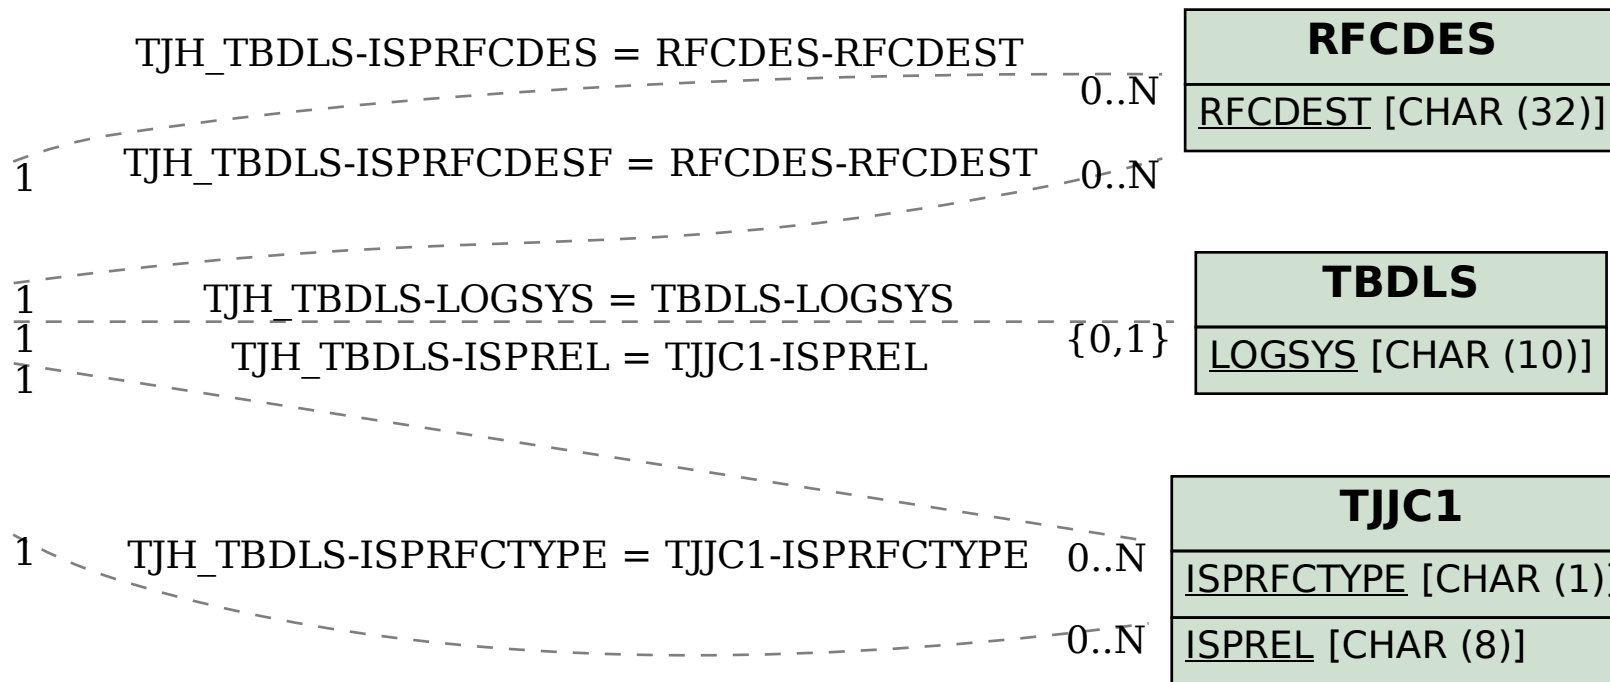 TJH_TBDLS-ISPRFCDES = RFCDES-RFCDEST
0..N
1
RFCDES
RFCDEST [CHAR (32)]
TJH_TBDLS-ISPRFCDESF = RFCDES-RFCDEST
0..N
1
TJH_TBDLS-LOGSYS = TBDLS-LOGSYS
{0,1}
1
TBDLS
LOGSYS [CHAR (10)]
TJH_TBDLS-ISPREL = TJJC1-ISPREL
0..N
1
TJH_TBDLS-ISPRFCTYPE = TJJC1-ISPRFCTYPE
0..N
1
TJJC1
ISPRFCTYPE [CHAR (1)]
ISPREL [CHAR (8)]